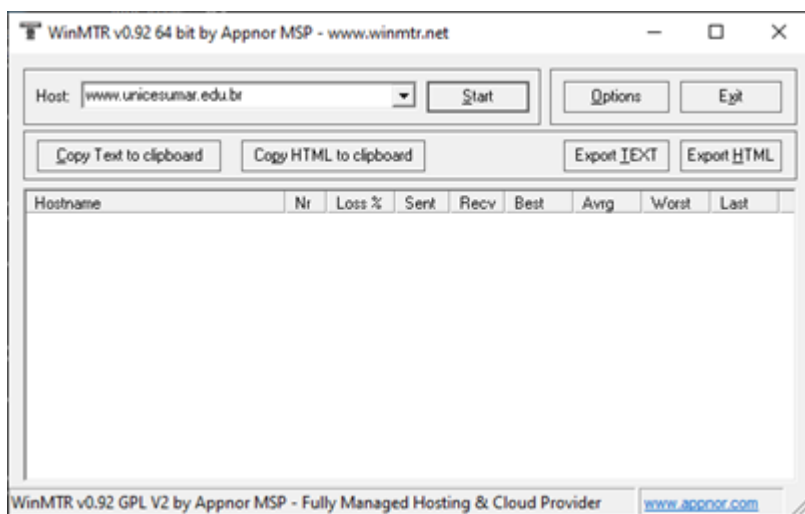 WinMTR v0.92 64 bit by Appnor MSP - www.winmtr.net
Host: www.unicesumar.edu.br Start Options Exit
Copy Text to clipboard Copy HTML to clipboard Export TEXT Export HTML
Hostname Nr Loss % Sent Recv Best Avrg Worst Last
WinMTR v0.92 GPL V2 by Appnor MSP - Fully Managed Hosting & Cloud Provider www.appnor.com